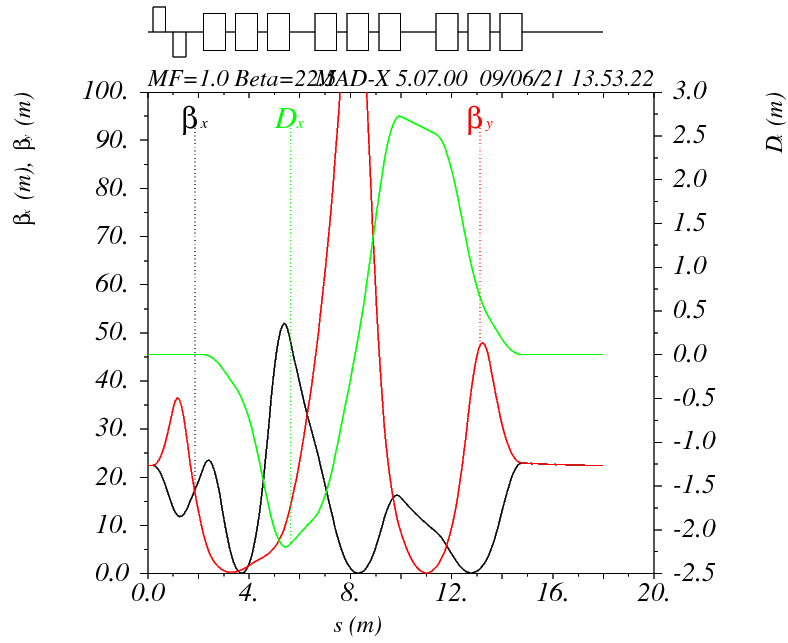 MF=1.0 Beta=22.5 MAD-X 5.07.00 09/06/21 13.53.22
βx (m), βy (m)
Dx (m)
βx Dx βy
100. 3.0
90. 2.5
80. 2.0
70. 1.5
60. 1.0
50. 0.5
40. 0.0
30. -0.5
20. -1.0
10. -1.5
0.0 -2.0
-2.5
0.0 4. 8. 12. 16. 20.
s (m)